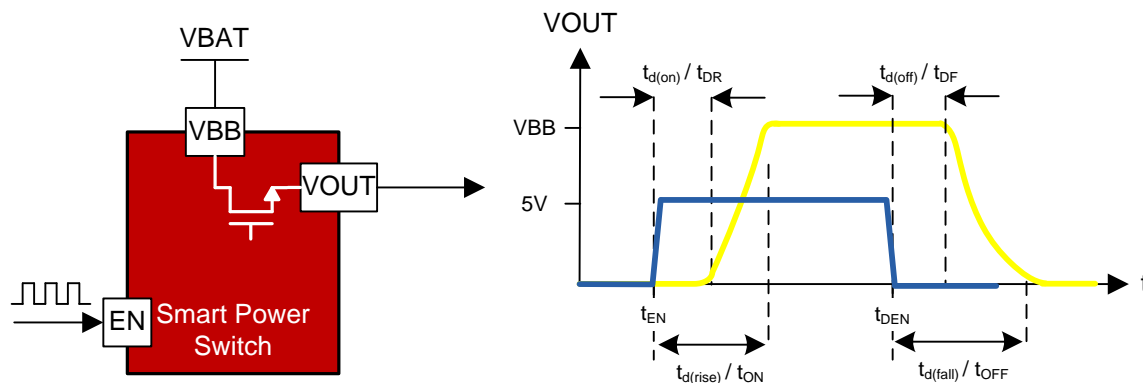 VBAT
VBB
VOUT
EN
Smart Power
Switch
VOUT
td(on) / tDR
td(off) / tDF
VBB
5V
t
tEN
tDEN
td(rise) / tON
td(fall) / tOFF